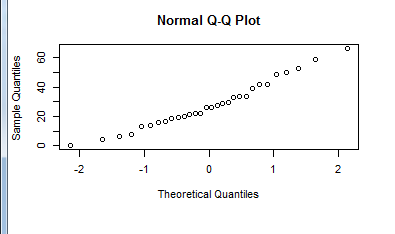 Normal Q-Q Plot
Sample Quantiles
60
40
20
0
-2 -1 0 1 2
Theoretical Quantiles